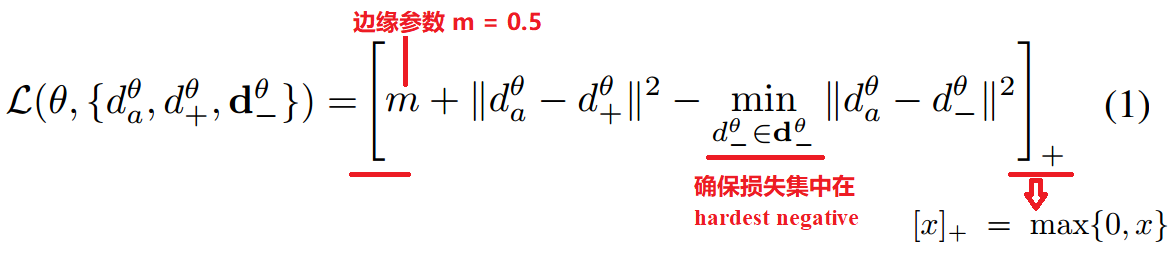 边缘参数 m = 0.5
$\mathcal{L}(\theta, \{d_a^\theta, d_+^\theta, \mathbf{d}_-^\theta\}) = \left[ m + \|d_a^\theta - d_+^\theta\|^2 - \min_{d_-^\theta \in \mathbf{d}_-^\theta} \|d_a^\theta - d_-^\theta\|^2 \right]_+ \quad (1)$
确保损失集中在
hardest negative
$[x]_+ = \max\{0, x\}$